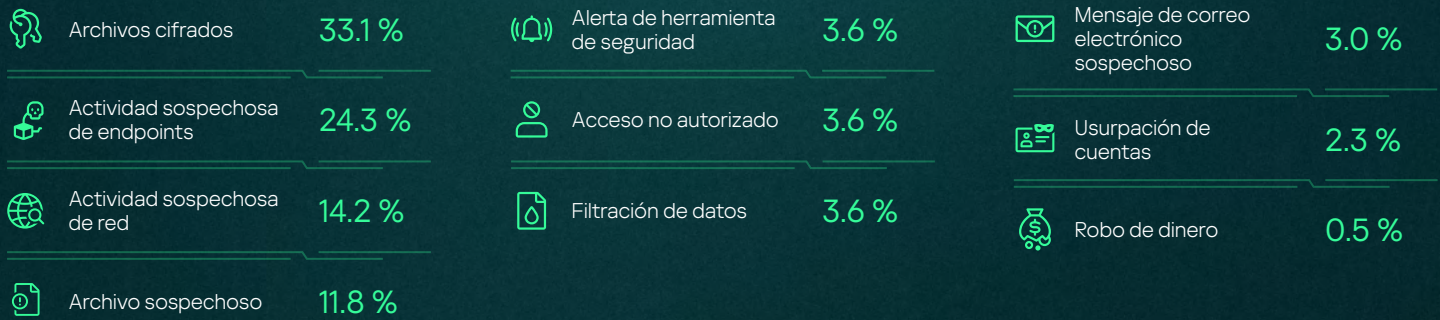 Archivos cifrados
33.1 %
Actividad sospechosa
de endpoints
24.3 %
Actividad sospechosa
de red
14.2 %
Archivo sospechoso
11.8 %
Alerta de herramienta
de seguridad
3.6 %
Acceso no autorizado
3.6 %
Filtración de datos
3.6 %
Mensaje de correo
electrónico
sospechoso
3.0 %
Usurpación de
cuentas
2.3 %
Robo de dinero
0.5 %